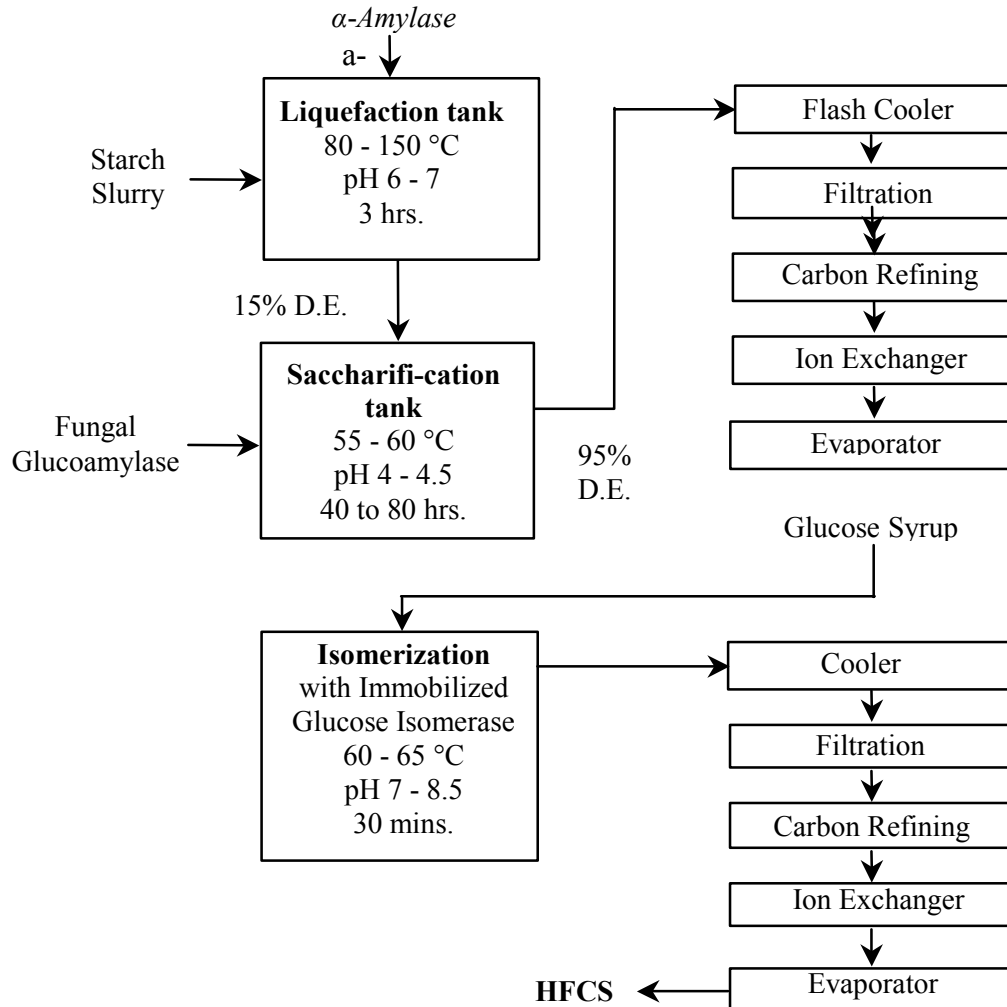 α-Amylase
a-
Liquefaction tank
80 - 150 °C
pH 6 - 7
3 hrs.
Starch
Slurry
15% D.E.
Saccharifi-cation
tank
55 - 60 °C
pH 4 - 4.5
40 to 80 hrs.
Fungal
Glucoamylase
95%
D.E.
Flash Cooler
Filtration
Carbon Refining
Ion Exchanger
Evaporator
Glucose Syrup
Isomerization
with Immobilized
Glucose Isomerase
60 - 65 °C
pH 7 - 8.5
30 mins.
Cooler
Filtration
Carbon Refining
Ion Exchanger
Evaporator
HFCS